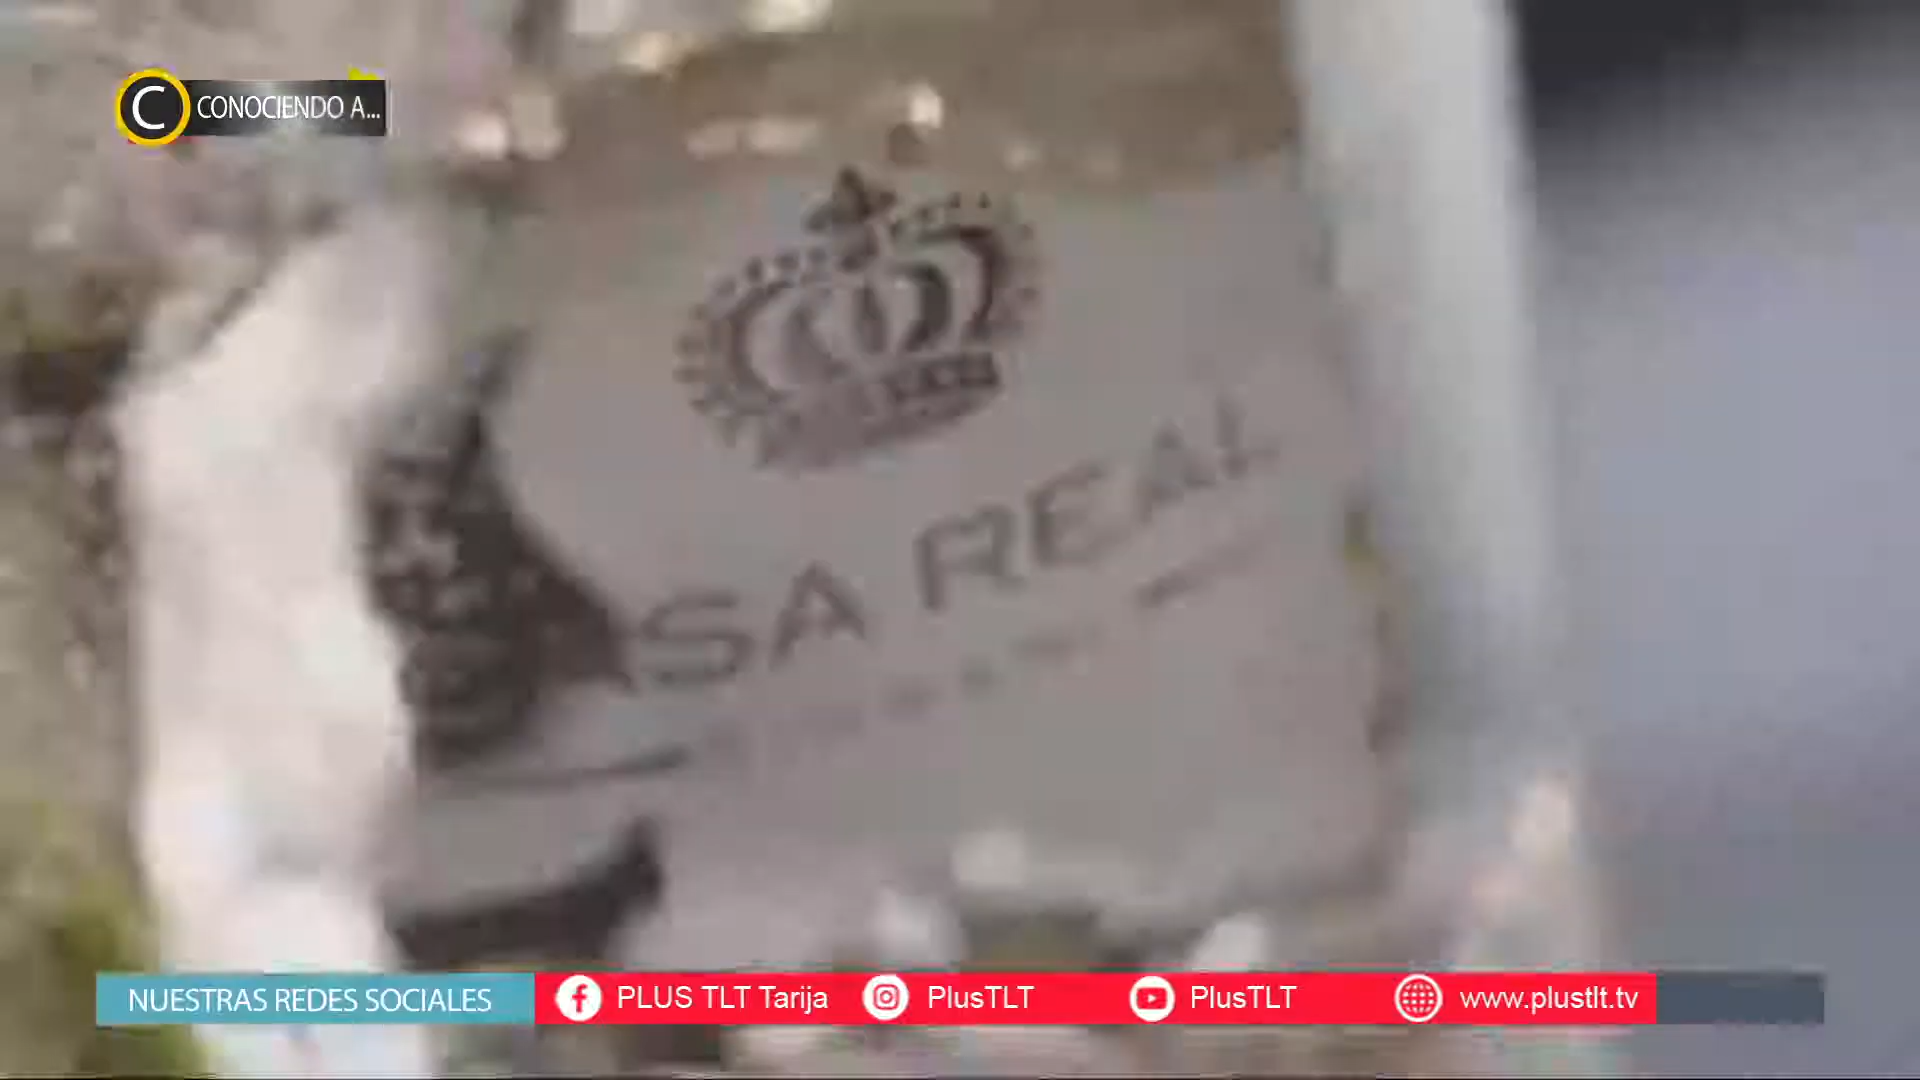 C CONOCIENDO A...
SA REAL
NUESTRAS REDES SOCIALES PLUS TLT Tarija PlusTLT PlusTLT www.plustlt.tv